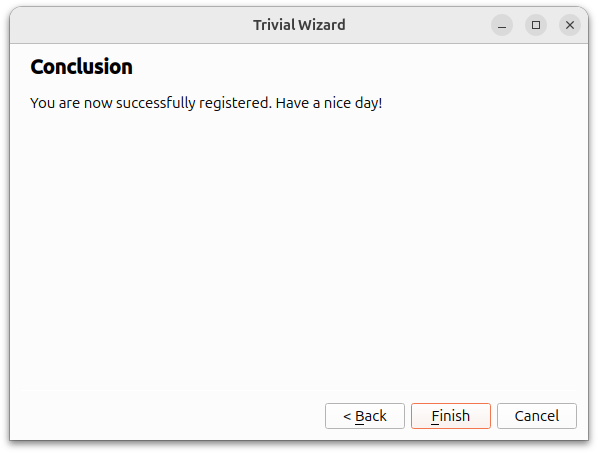 Trivial Wizard
Conclusion
You are now successfully registered. Have a nice day!
< Back Finish Cancel